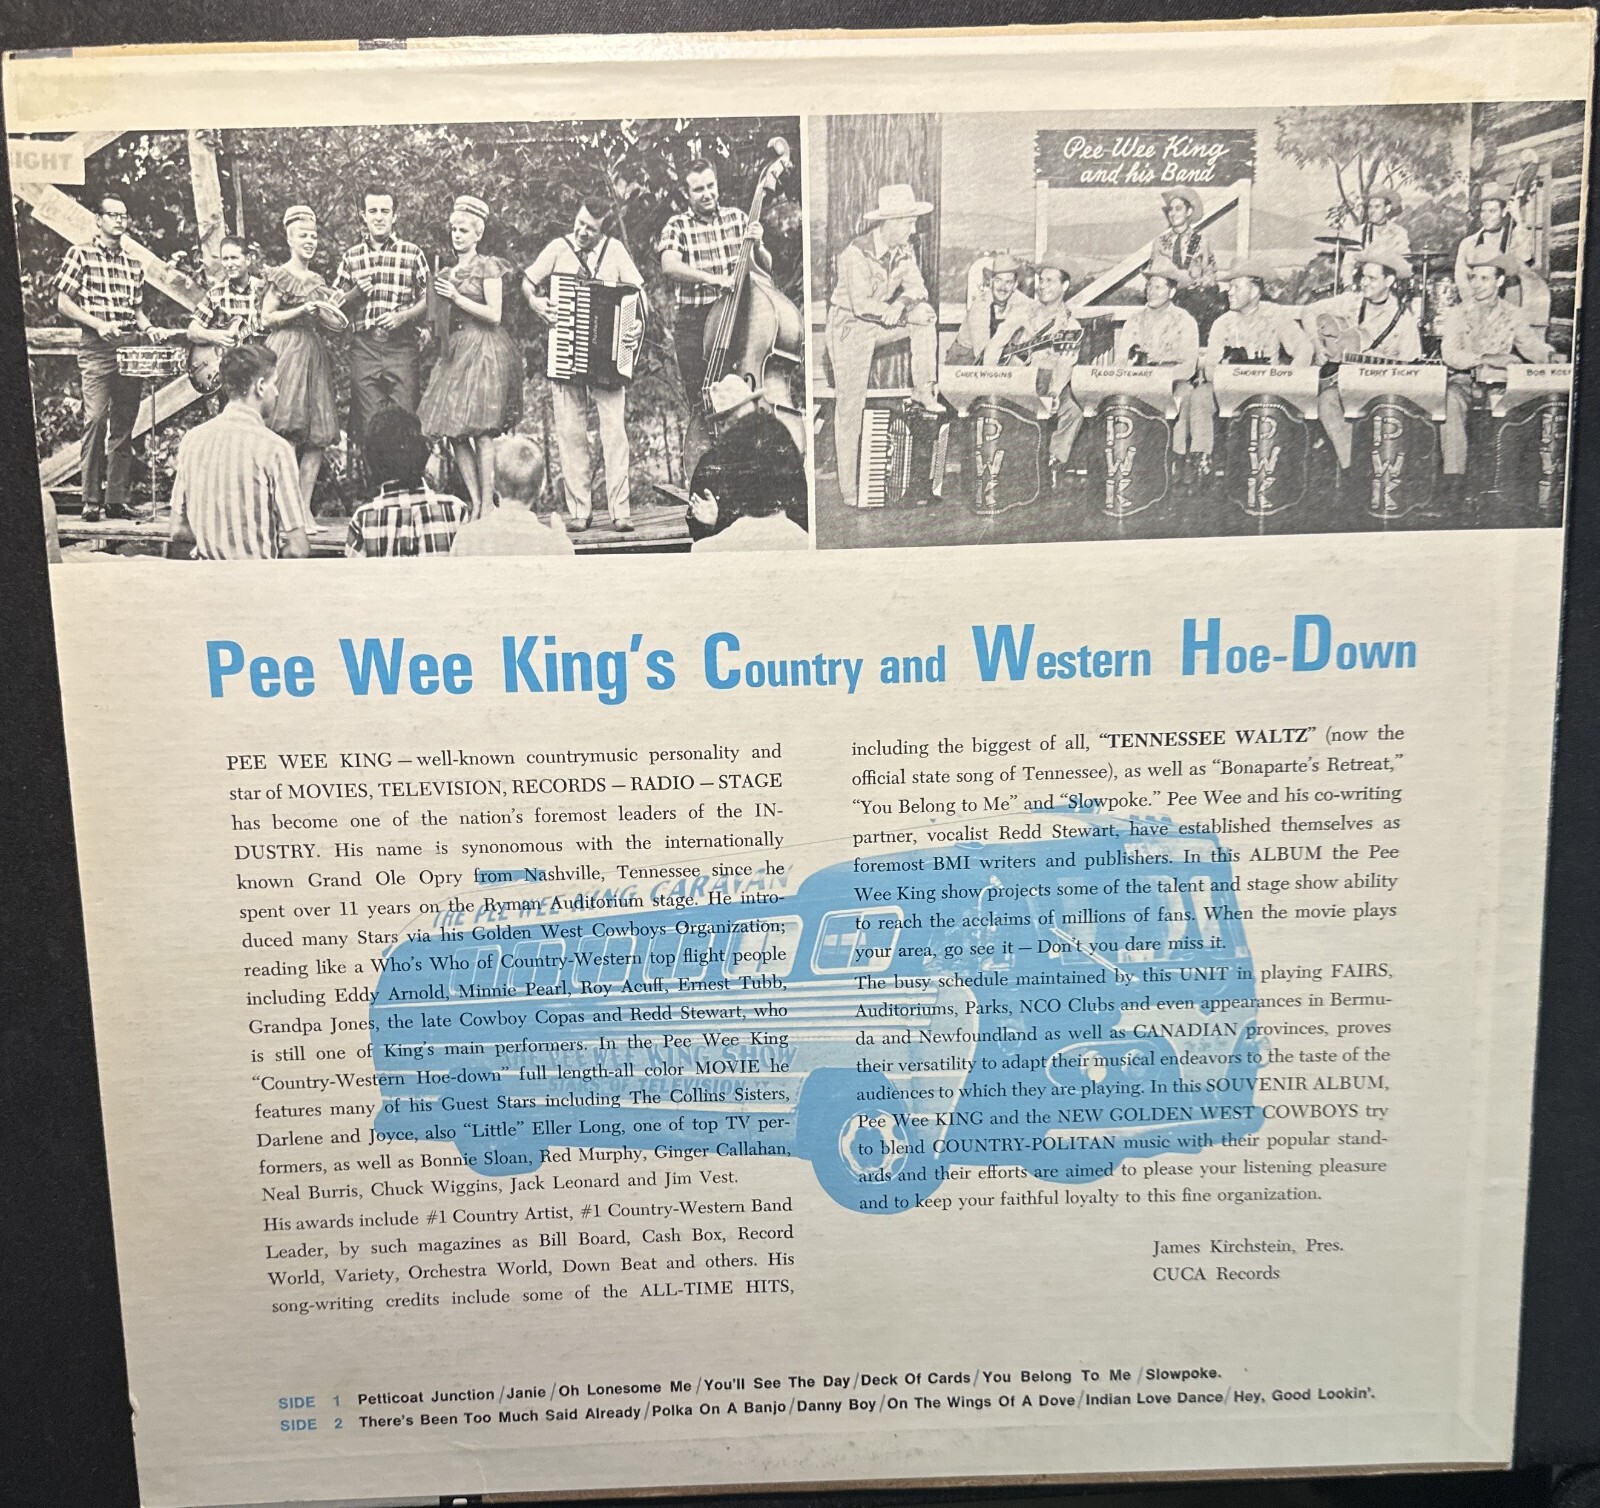 IGHT
Pee Wee King
and his Band
CHUCK WIGGINS
REDD STEWART
SHORTY BOYD
TERRY TICHY
BOB
PWK
PWK
PWK
PWK
Pee Wee King's Country and Western Hoe-Down
PEE WEE KING — well-known countrymusic personality and
star of MOVIES, TELEVISION, RECORDS — RADIO — STAGE
has become one of the nation's foremost leaders of the IN-
DUSTRY. His name is synonomous with the internationally
known Grand Ole Opry from Nashville, Tennessee since he
spent over 11 years on the Ryman Auditorium stage. He intro-
duced many Stars via his Golden West Cowboys Organization;
reading like a Who's Who of Country-Western top flight people
including Eddy Arnold, Minnie Pearl, Roy Acuff, Ernest Tubb,
Grandpa Jones, the late Cowboy Copas and Redd Stewart, who
is still one of King's main performers. In the Pee Wee King
“Country-Western Hoe-down” full length-all color MOVIE he
features many of his Guest Stars including The Collins Sisters,
Darlene and Joyce, also “Little” Eller Long, one of top TV per-
formers, as well as Bonnie Sloan, Red Murphy, Ginger Callahan,
Neal Burris, Chuck Wiggins, Jack Leonard and Jim Vest.
His awards include #1 Country Artist, #1 Country-Western Band
Leader, by such magazines as Bill Board, Cash Box, Record
World, Variety, Orchestra World, Down Beat and others. His
song-writing credits include some of the ALL-TIME HITS,
including the biggest of all, “TENNESSEE WALTZ” (now the
official state song of Tennessee), as well as “Bonaparte's Retreat,”
“You Belong to Me” and “Slowpoke.” Pee Wee and his co-writing
partner, vocalist Redd Stewart, have established themselves as
foremost BMI writers and publishers. In this ALBUM the Pee
Wee King show projects some of the talent and stage show ability
to reach the acclaims of millions of fans. When the movie plays
your area, go see it — Don't you dare miss it.
The busy schedule maintained by this UNIT in playing FAIRS,
Auditoriums, Parks, NCO Clubs and even appearances in Bermu-
da and Newfoundland as well as CANADIAN provinces, proves
their versatility to adapt their musical endeavors to the taste of the
audiences to which they are playing. In this SOUVENIR ALBUM,
Pee Wee KING and the NEW GOLDEN WEST COWBOYS try
to blend COUNTRY-POLITAN music with their popular stand-
ards and their efforts are aimed to please your listening pleasure
and to keep your faithful loyalty to this fine organization.
James Kirchstein, Pres.
CUCA Records
THE PEE WEE KING CARAVAN
PEE WEE KING SHOW
STARS OF TELEVISION
SIDE 1 Petticoat Junction/Janie/Oh Lonesome Me/You'll See The Day/Deck Of Cards/You Belong To Me/Slowpoke.
SIDE 2 There's Been Too Much Said Already/Polka On A Banjo/Danny Boy/On The Wings Of A Dove/Indian Love Dance/Hey, Good Lookin'.